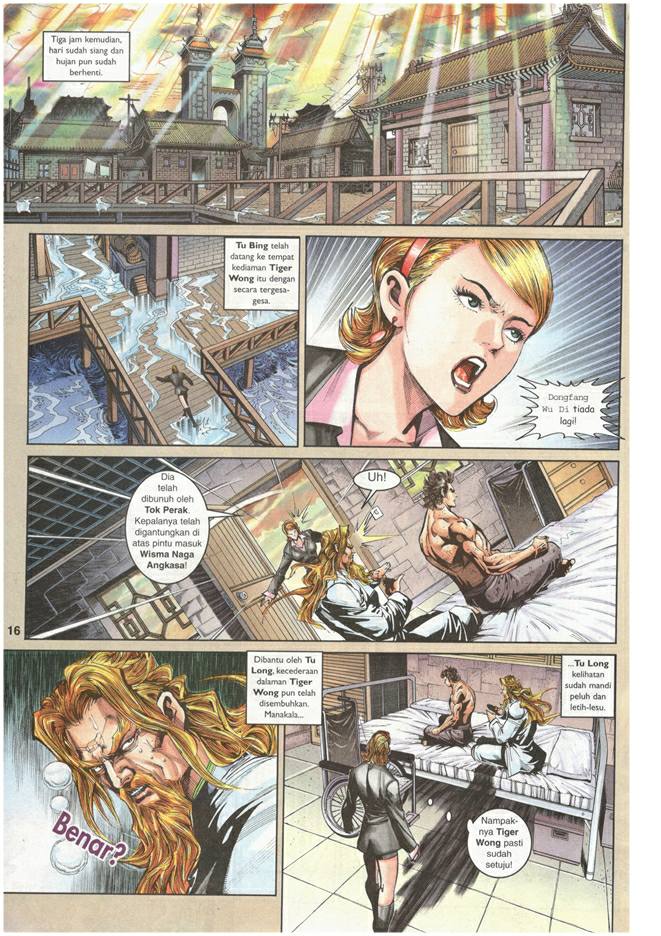 Tiga jam kemudian,
hari sudah siang dan
hujan pun sudah
berhenti.
Tu Bing telah
datang ke tempat
kediaman Tiger
Wong itu dengan
secara tergesa-
gesa.
Dongfang
Wu Di tiada
lagi!
Dia
telah
dibunuh oleh
Tok Perak.
Kepalanya telah
digantungkan di
atas pintu masuk
Wisma Naga
Angkasa!
Uh!
16
Benar?
Dibantu oleh Tu
Long, kecederaan
dalaman Tiger
Wong pun telah
disembuhkan.
Manakala...
...Tu Long
kelihatan
sudah mandi
peluh dan
letih-lesu.
Nampak-
nya Tiger
Wong pasti
sudah
setuju!